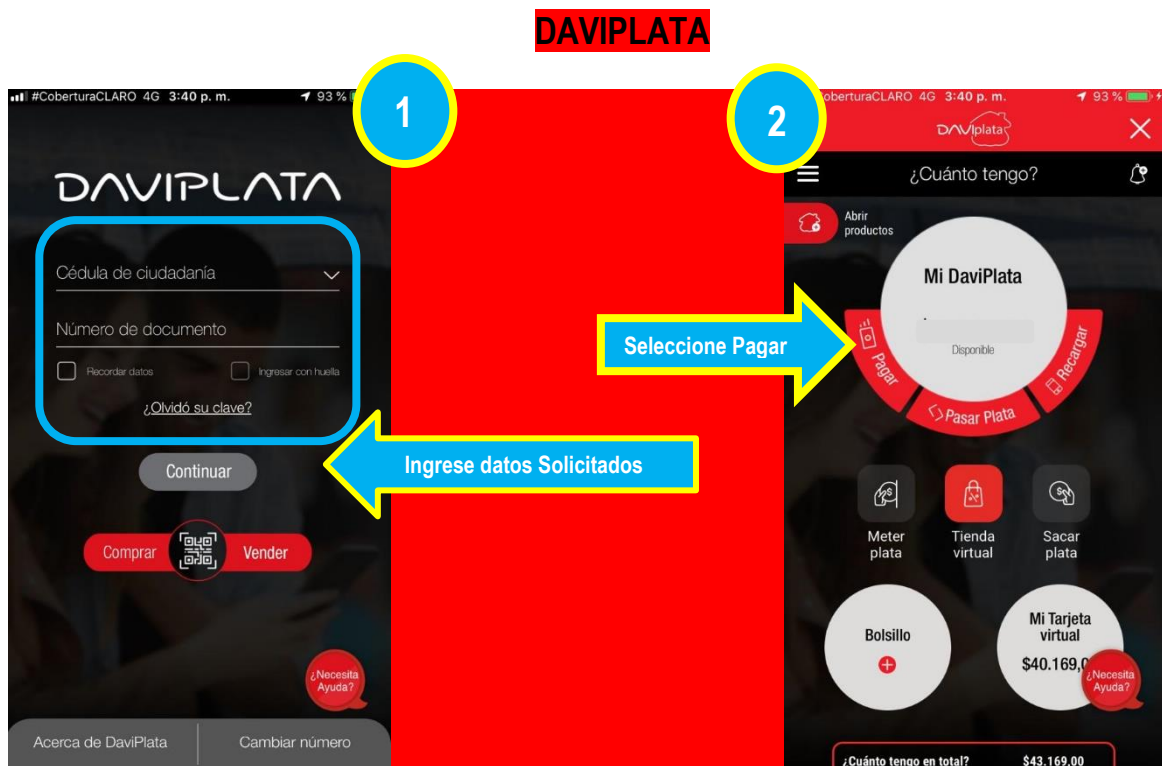 DAVIPLATA
1
#CoberturaCLARO 4G 3:40 p. m. 93 %
DAVIPLATA
Cédula de ciudadanía
Número de documento
Recordar datos
Ingresar con huella
¿Olvidó su clave?
Continuar
Ingrese datos Solicitados
Comprar
Vender
¿Necesita
Ayuda?
Acerca de DaviPlata
Cambiar número
2
oberturaCLARO 4G 3:40 p. m. 93 %
DAVIplata
¿Cuánto tengo?
Abrir
productos
Mi DaviPlata
Disponible
Seleccione Pagar
Pagar
Pasar Plata
Recargar
Meter
plata
Tienda
virtual
Sacar
plata
Bolsillo
Mi Tarjeta
virtual
$40.169,0
¿Necesita
Ayuda?
¿Cuánto tengo en total? $43.169,00